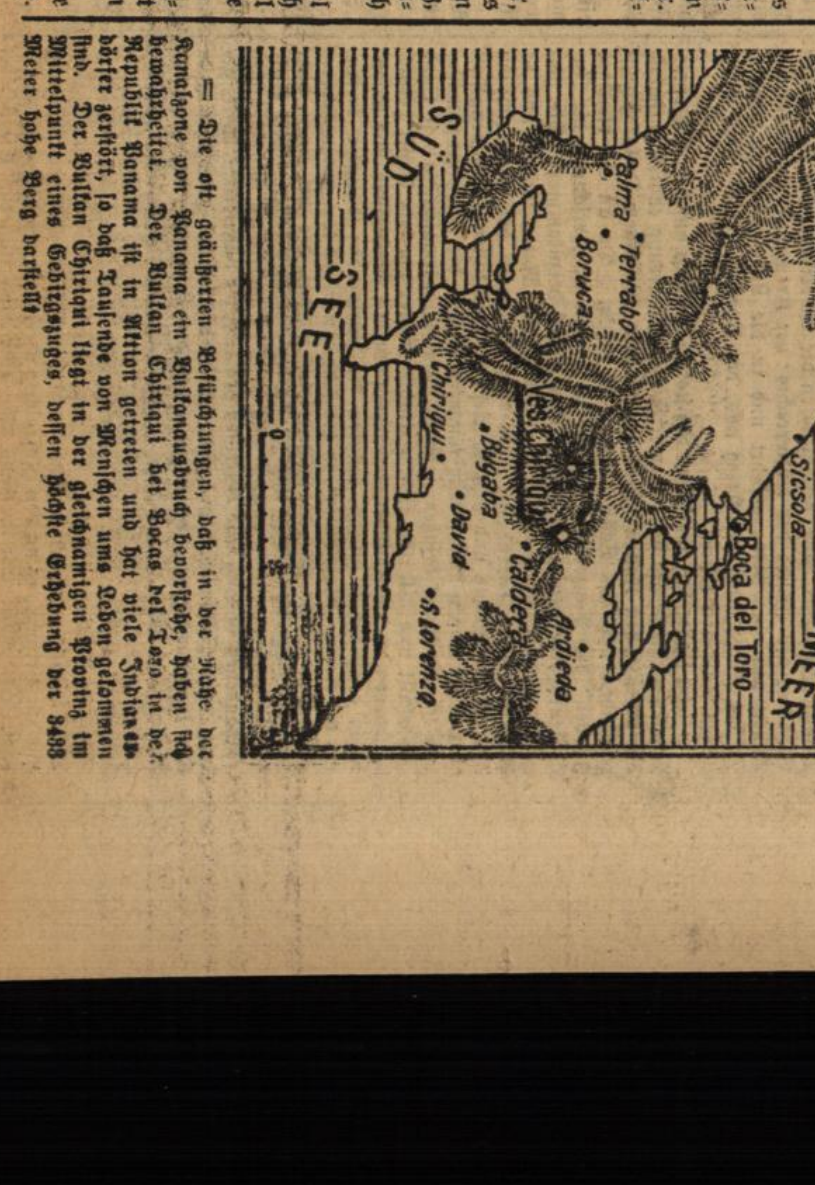 MEER
Sicsola
Boca del Toro
Terrabo
Palma
Boruca
Ves. Chiriqui
Bugaba
Caldera
Ardieda
Chiriqui
David
S. Lorenzo.
SÜD
SEE
0
Die oft geäußerten Befürchtungen, daß in der Nähe der
Kanalzone von Panama ein Vulkanausbruch bevorstehe, haben sich
bewahrheitet. Der Vulkan Chiriqui bei Bocas del Toro in der
Republik Panama ist in Aktion getreten und hat viele Indianer-
dörfer zerstört, so daß Tausende von Menschen ums Leben gekommen
sind. Der Vulkan Chiriqui liegt in der gleichnamigen Provinz im
Mittelpunkt eines Gebirgszuges, dessen höchste Erhebung der 3433
Meter hohe Berg darstellt